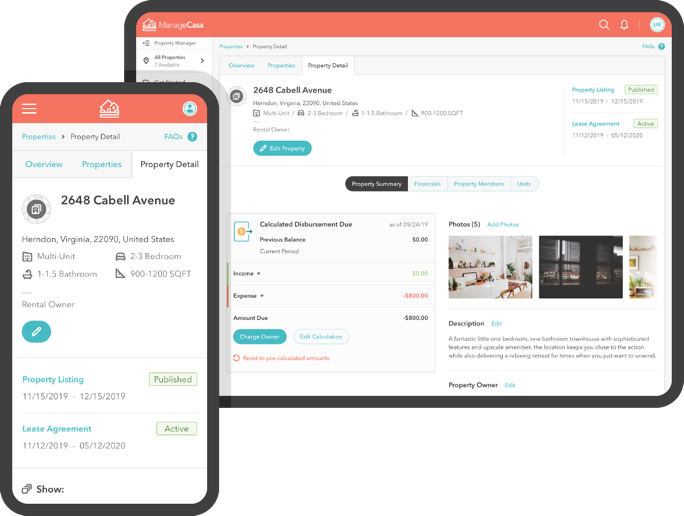 ManageCasa
LW
Property Manager
Properties > Property Detail
FAQs ?
All Properties
7 Available
Overview
Properties
Property Detail
2648 Cabell Avenue
Herndon, Virginia, 22090, United States
Multi-Unit / 2-3 Bedroom / 1-1.5 Bathroom / 900-1200 SQFT
Rental Owner
Edit Property
Property Listing Published
11/15/2019 - 12/15/2019
Lease Agreement Active
11/12/2019 - 05/12/2020
Property Summary
Financials
Property Members
Units
Calculated Disbursement Due as of 09/24/19
Previous Balance $0.00
Current Period
Income $0.00
Expense -$800.00
Amount Due -$800.00
Charge Owner
Edit Calculation
Reset to pre-calculated amounts
Photos (5) Add Photos
Description Edit
A fantastic little one bedroom, one bathroom townhouse with sophisticated
features and upscale amenities, the location keeps you close to the action
while also delivering a relaxing retreat for times when you just want to unwind.
Property Owner Edit
Properties > Property Detail
FAQs ?
Overview
Properties
Property Detail
2648 Cabell Avenue
Herndon, Virginia, 22090, United States
Multi-Unit
2-3 Bedroom
1-1.5 Bathroom
900-1200 SQFT
Rental Owner
Property Listing Published
11/15/2019 - 12/15/2019
Lease Agreement Active
11/12/2019 - 05/12/2020
Show: